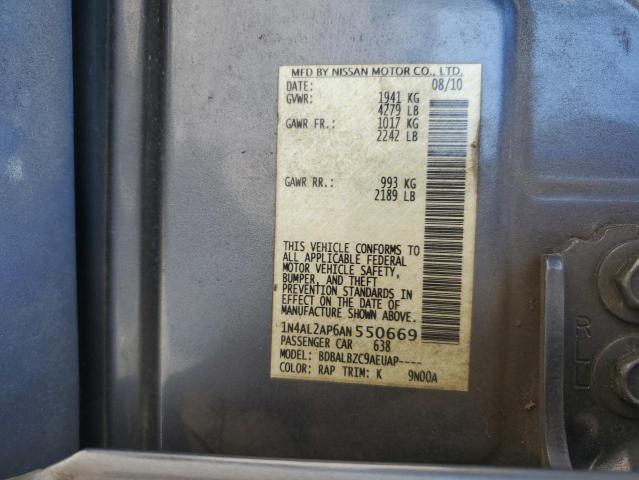 MFD BY NISSAN MOTOR CO., LTD.
DATE: 08/10
GVWR: 1941 KG
4279 LB
GAWR FR.: 1017 KG
2242 LB
GAWR RR.: 993 KG
2189 LB
THIS VEHICLE CONFORMS TO
ALL APPLICABLE FEDERAL
MOTOR VEHICLE SAFETY,
BUMPER, AND THEFT
PREVENTION STANDARDS IN
EFFECT ON THE DATE OF
MANUFACTURE SHOWN ABOVE.
1N4AL2AP6AN550669
PASSENGER CAR 638
MODEL: BDBALBZC9AEUAP----
COLOR: RAP TRIM: K 9N00A